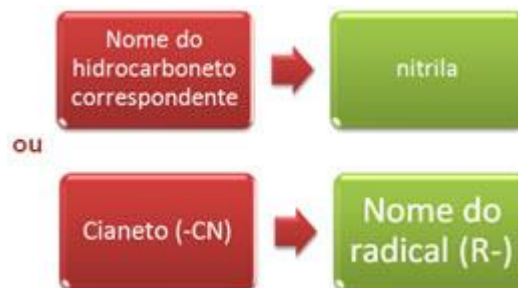 Nome do
hidrocarboneto
correspondente
nitrila
ou
Cianeto (-CN)
Nome do
radical (R-)